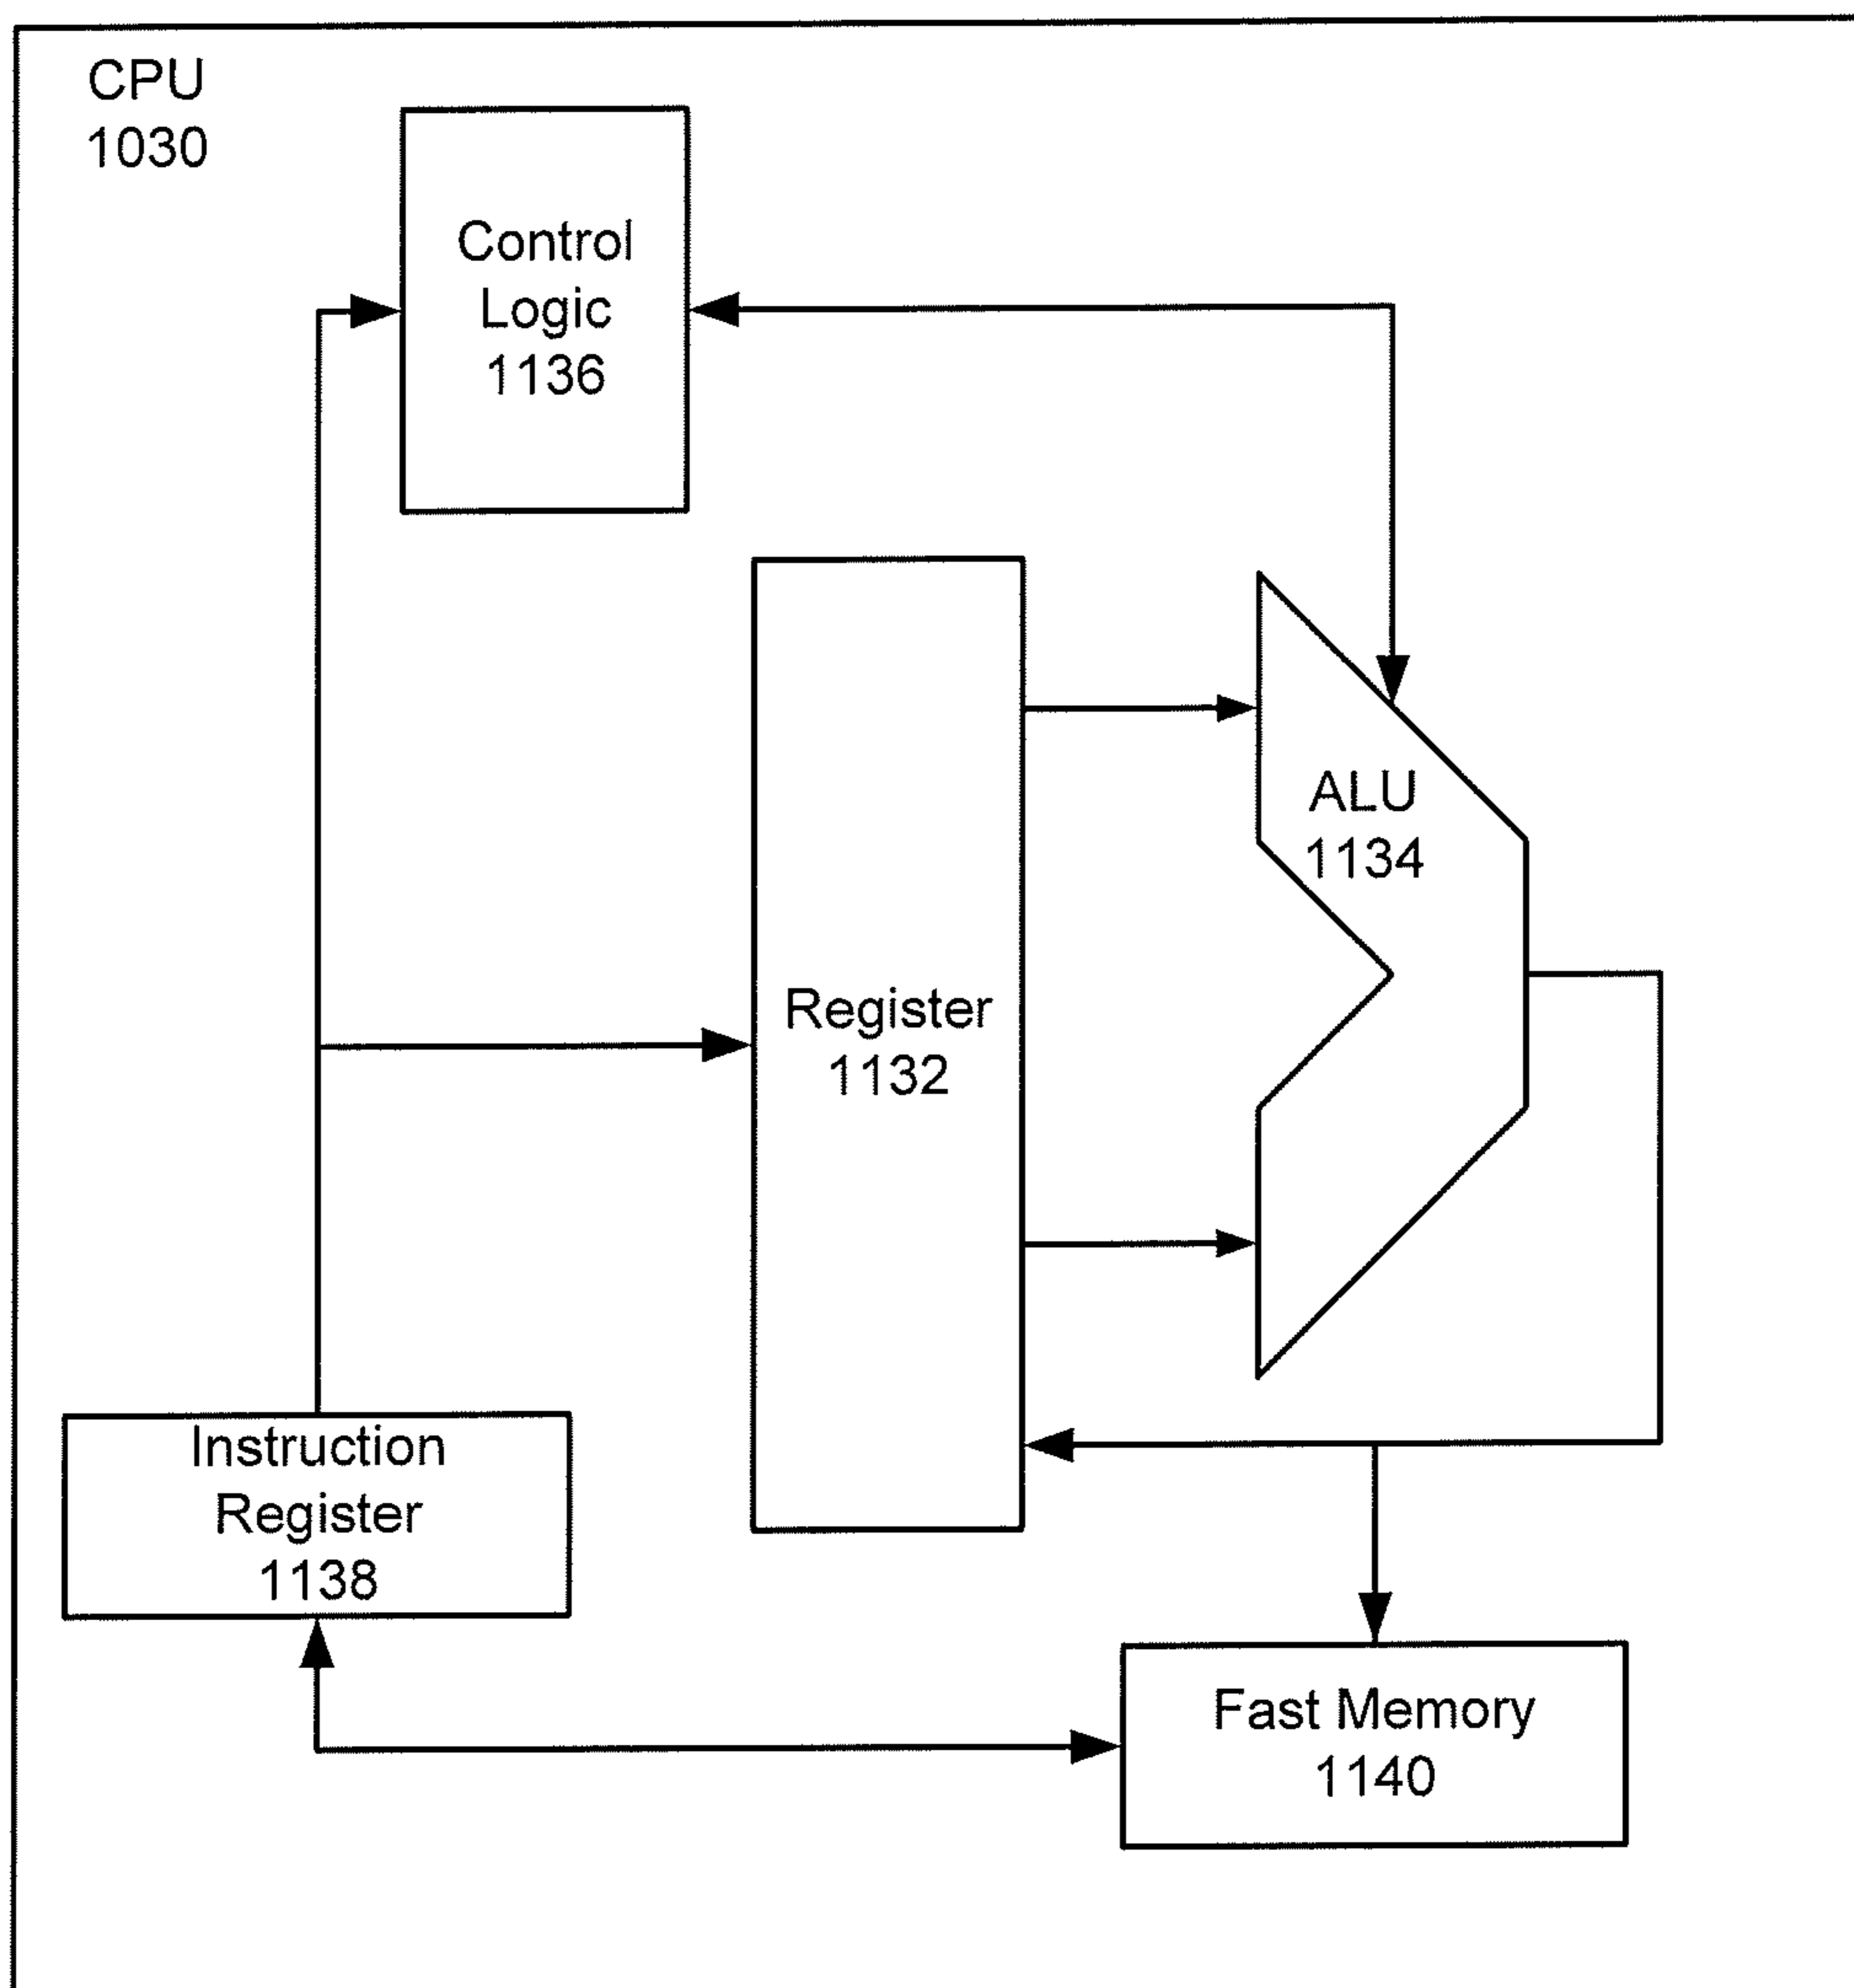 CPU
1030
Control
Logic
1136
ALU
1134
Register
1132
Instruction
Register
1138
Fast Memory
1140